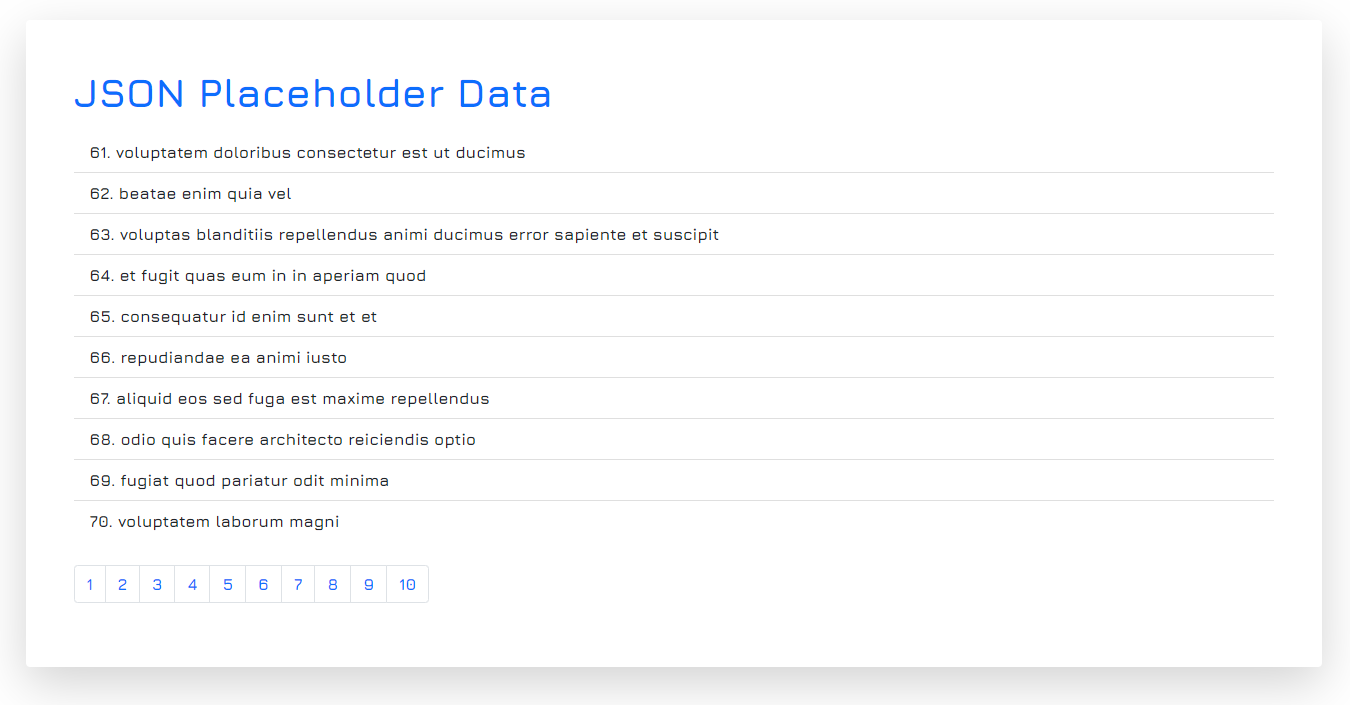 JSON Placeholder Data
61. voluptatem doloribus consectetur est ut ducimus
62. beatae enim quia vel
63. voluptas blanditiis repellendus animi ducimus error sapiente et suscipit
64. et fugit quas eum in in aperiam quod
65. consequatur id enim sunt et et
66. repudiandae ea animi iusto
67. aliquid eos sed fuga est maxime repellendus
68. odio quis facere architecto reiciendis optio
69. fugiat quod pariatur odit minima
70. voluptatem laborum magni
1 2 3 4 5 6 7 8 9 10